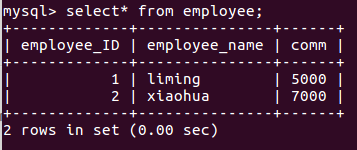 mysql> select* from employee;
+-------------+---------------+------+
| employee_ID | employee_name | comm |
+-------------+---------------+------+
|           1 | liming        | 5000 |
|           2 | xiaohua       | 7000 |
+-------------+---------------+------+
2 rows in set (0.00 sec)